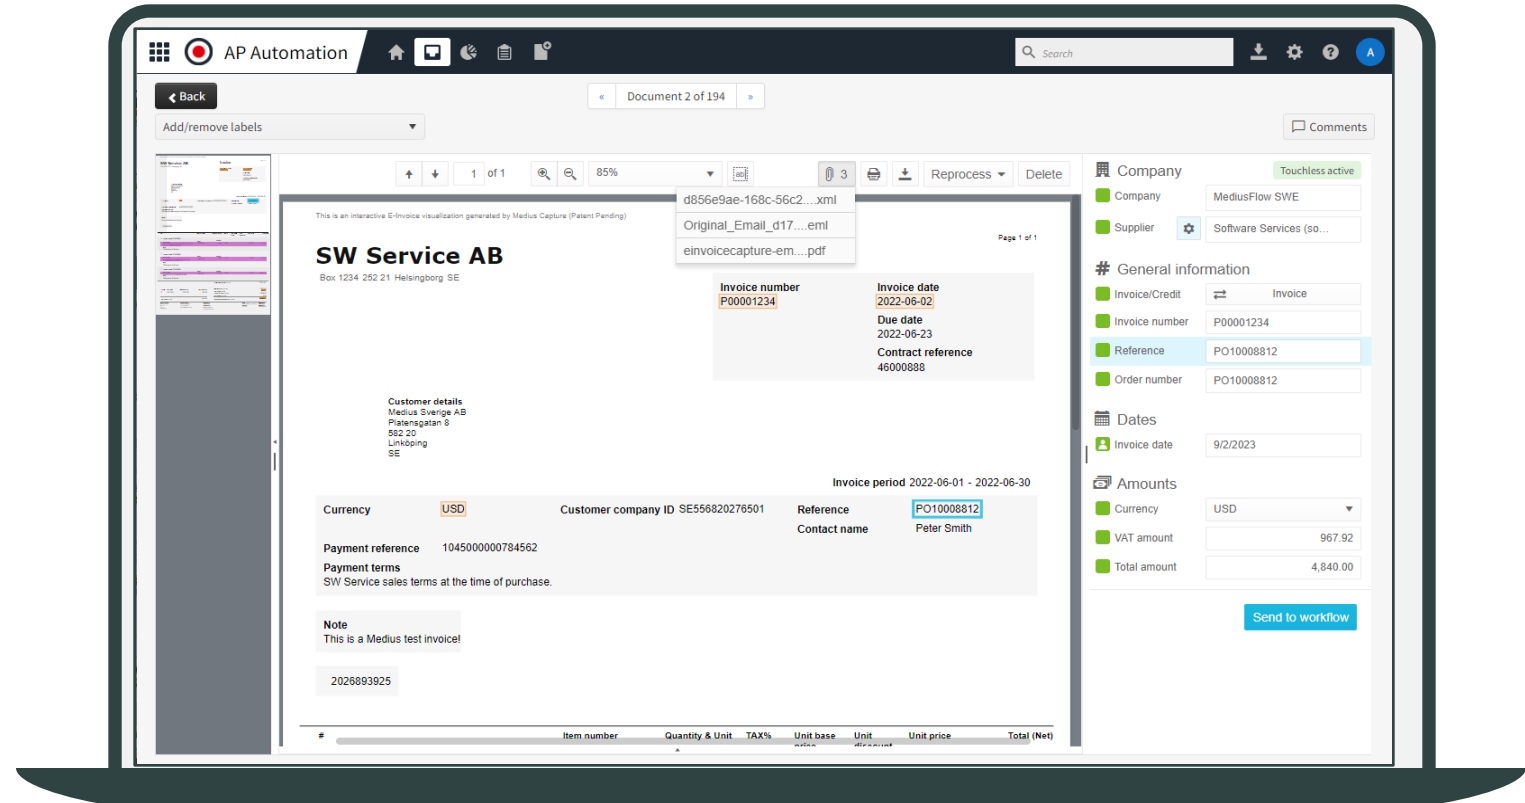 AP Automation
Search
A
Back
« Document 2 of 194 »
Add/remove labels
Comments
1 of 1
85%
ab
3
Reprocess
Delete
d856e9ae-168c-56c2....xml
Original_Email_d17....eml
einvoicecapture-em....pdf
This is an interactive E-Invoice visualization generated by Medius Capture (Patent Pending)
Page 1 of 1
SW Service AB
Box 1234 252 21 Helsingborg SE
Invoice number
P00001234
Invoice date
2022-06-02
Due date
2022-06-23
Contract reference
46000888
Customer details
Medius Sverige AB
Platensgatan 8
582 20
Linköping
SE
Invoice period 2022-06-01 - 2022-06-30
Currency USD Customer company ID SE556820276501 Reference PO10008812
Contact name Peter Smith
Payment reference 1045000000784562
Payment terms
SW Service sales terms at the time of purchase.
Note
This is a Medius test invoice!
2026893925
# Item number Quantity & Unit TAX% Unit base price Unit discount Unit price Total (Net)
Company
Touchless active
Company MediusFlow SWE
Supplier Software Services (so...
# General information
Invoice/Credit Invoice
Invoice number P00001234
Reference PO10008812
Order number PO10008812
Dates
Invoice date 9/2/2023
Amounts
Currency USD
VAT amount 967.92
Total amount 4,840.00
Send to workflow